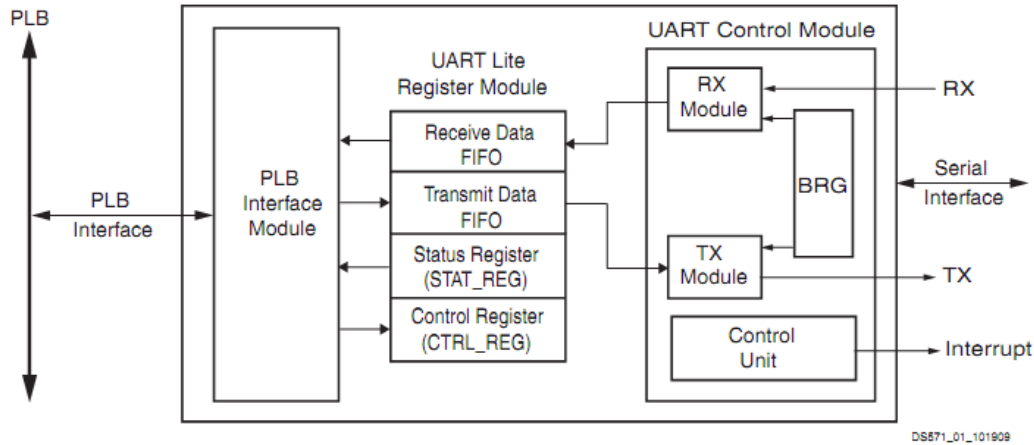 PLB
PLB
Interface
PLB
Interface
Module
UART Lite
Register Module
Receive Data
FIFO
Transmit Data
FIFO
Status Register
(STAT_REG)
Control Register
(CTRL_REG)
UART Control Module
RX
Module
BRG
TX
Module
Control
Unit
RX
Serial
Interface
TX
Interrupt
DS571_01_101909